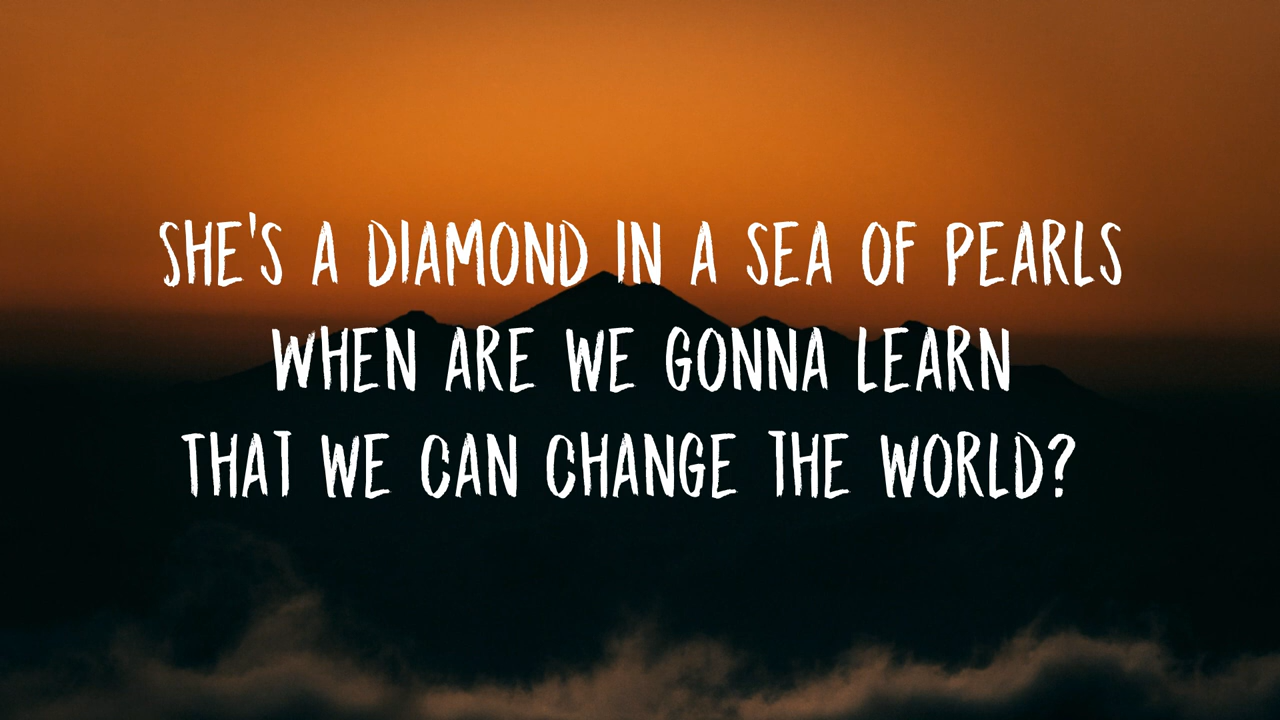 SHE'S A DIAMOND IN A SEA OF PEARLS
WHEN ARE WE GONNA LEARN
THAT WE CAN CHANGE THE WORLD?